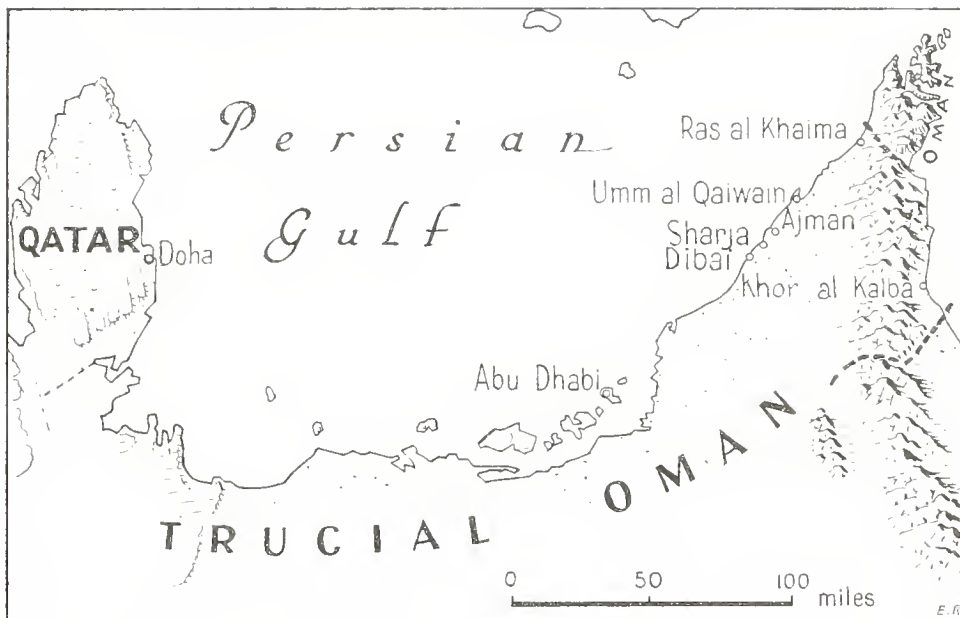 Persian
Gulf
OMAN
Ras al Khaima
Umm al Qaiwain
Ajman
Sharja
Dibai
QATAR
Doha
Khor al Kalba
Abu Dhabi
TRUCIAL OMAN
0 50 100 miles
E.R